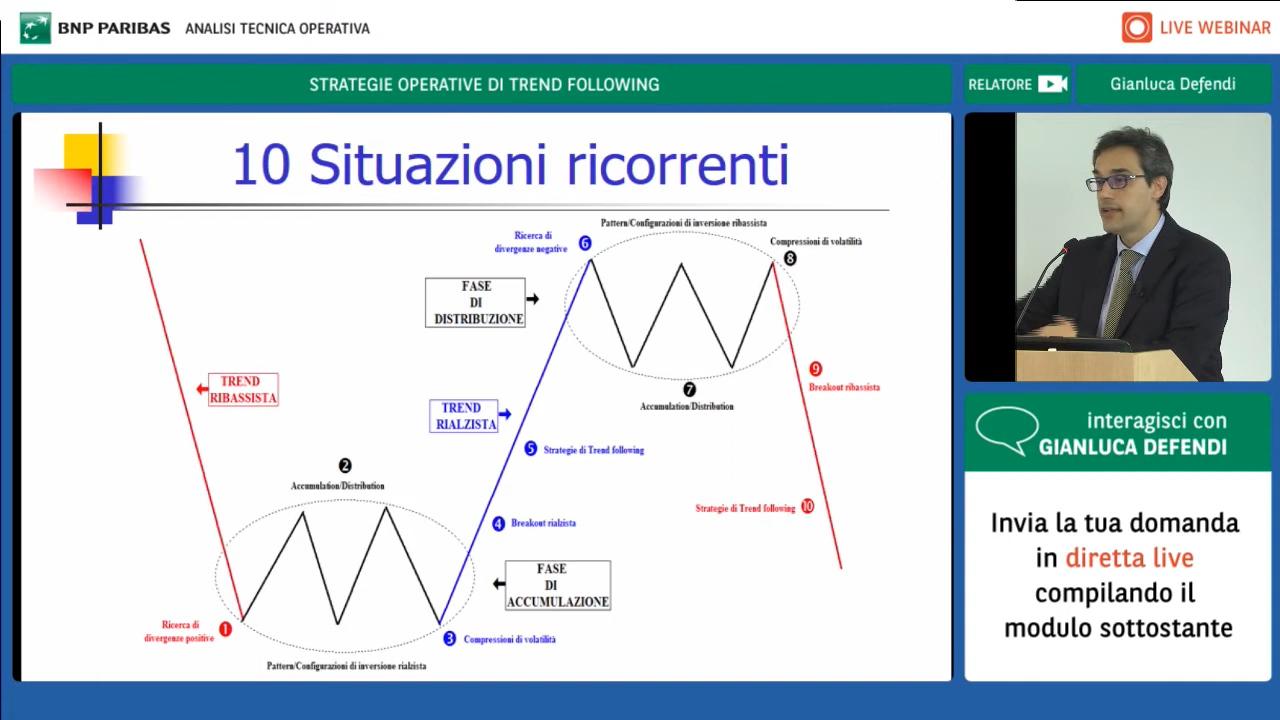 BNP PARIBAS ANALISI TECNICA OPERATIVA
LIVE WEBINAR
STRATEGIE OPERATIVE DI TREND FOLLOWING
RELATORE
Gianluca Defendi
10 Situazioni ricorrenti
Pattern/Configurazioni di inversione ribassista
Ricerca di
divergenze negative
6
Compressioni di volatilità
8
FASE
DI
DISTRIBUZIONE
9
Breakout ribassista
TREND
RIBASSISTA
7
Accumulation/Distribution
TREND
RIALZISTA
5 Strategie di Trend following
2
Accumulation/Distribution
Strategie di Trend following 10
4 Breakout rialzista
FASE
DI
ACCUMULAZIONE
Ricerca di
divergenze positive
1
3 Compressioni di volatilità
Pattern/Configurazioni di inversione rialzista
interagisci con
GIANLUCA DEFENDI
Invia la tua domanda
in diretta live
compilando il
modulo sottostante